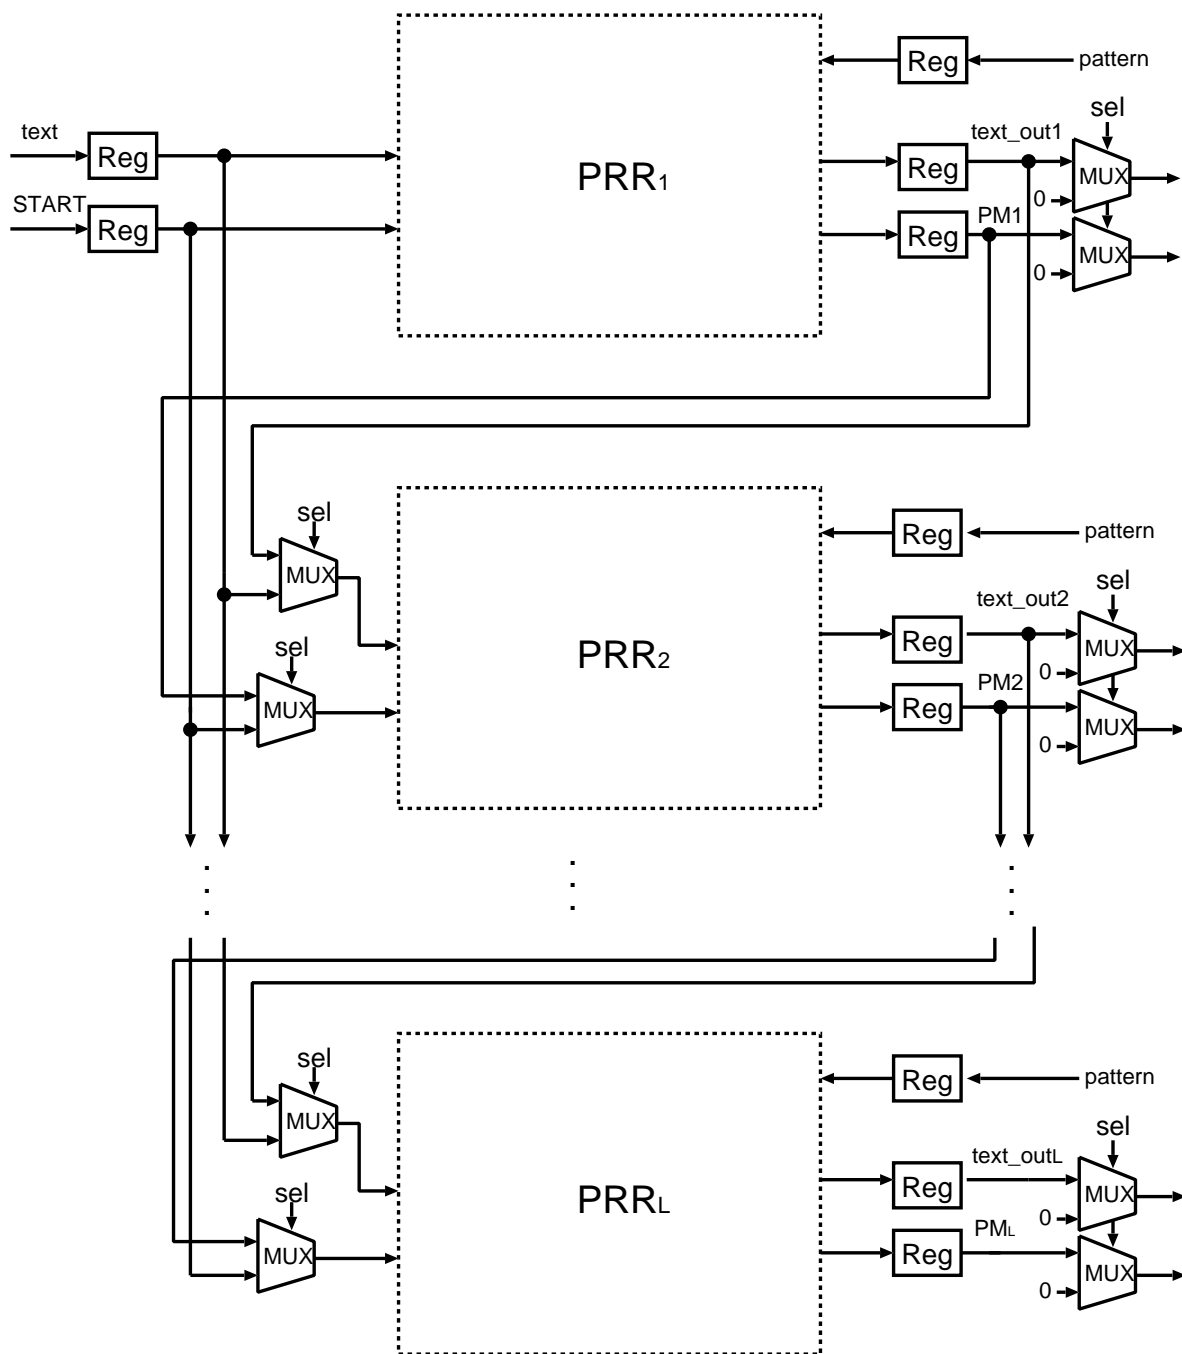 Reg
pattern
sel
text
text_out1
Reg
Reg
MUX
PRR1
START
0
PM1
Reg
Reg
MUX
0
sel
Reg
pattern
MUX
sel
text_out2
sel
Reg
MUX
PRR2
0
PM2
MUX
Reg
MUX
0
. . .
. . .
. . .
sel
Reg
pattern
MUX
sel
text_outL
sel
Reg
MUX
PRRL
0
PML
MUX
Reg
MUX
0